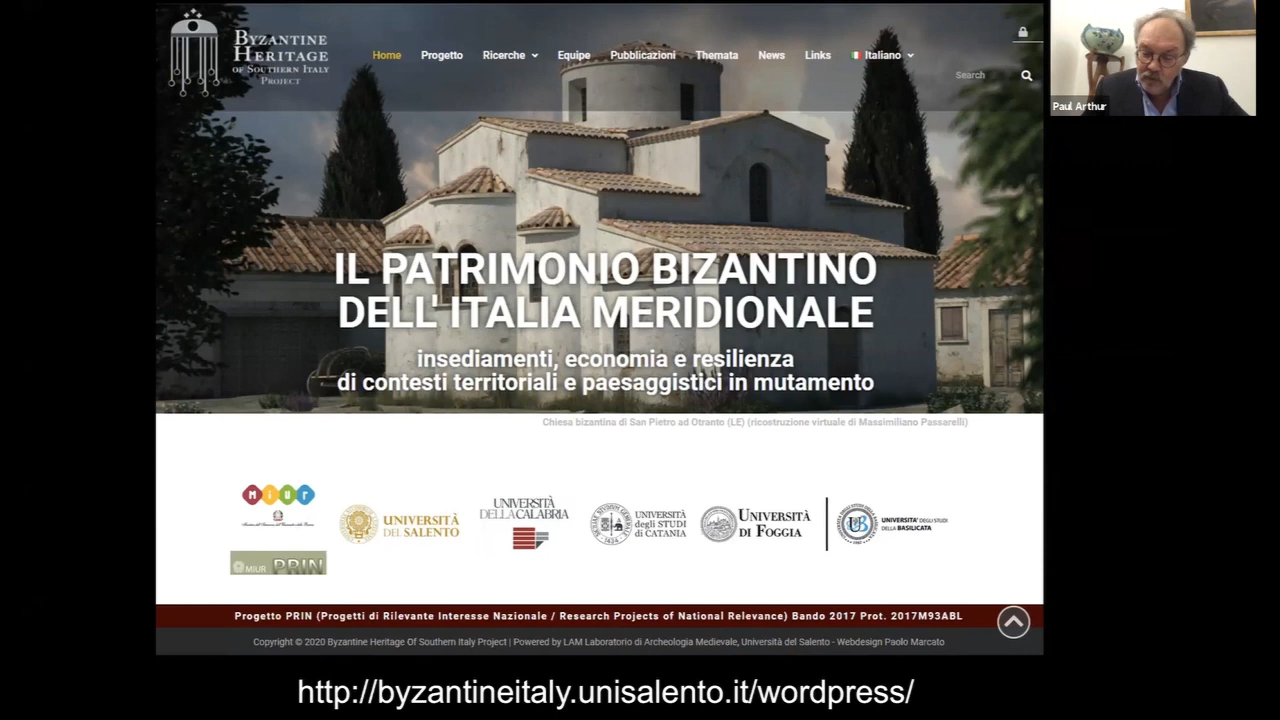 BYZANTINE
HERITAGE
OF SOUTHERN ITALY
PROJECT
Home Progetto Ricerche Equipe Pubblicazioni Themata News Links Italiano
Search
Paul Arthur
IL PATRIMONIO BIZANTINO
DELL'ITALIA MERIDIONALE
insediamenti, economia e resilienza
di contesti territoriali e paesaggistici in mutamento
Chiesa bizantina di San Pietro ad Otranto (LE) (ricostruzione virtuale di Massimiliano Passarelli)
miur
UNIVERSITÀ
DEL SALENTO
UNIVERSITÀ
DELLA CALABRIA
UNIVERSITÀ
degli STUDI
di CATANIA
UNIVERSITÀ
DI FOGGIA
UNIVERSITA' DEGLI STUDI
DELLA BASILICATA
MIUR PRIN
Progetto PRIN (Progetti di Rilevante Interesse Nazionale / Research Projects of National Relevance) Bando 2017 Prot. 2017M93ABL
Copyright © 2020 Byzantine Heritage Of Southern Italy Project | Powered by LAM Laboratorio di Archeologia Medievale, Università del Salento - Webdesign Paolo Marcato
http://byzantineitaly.unisalento.it/wordpress/